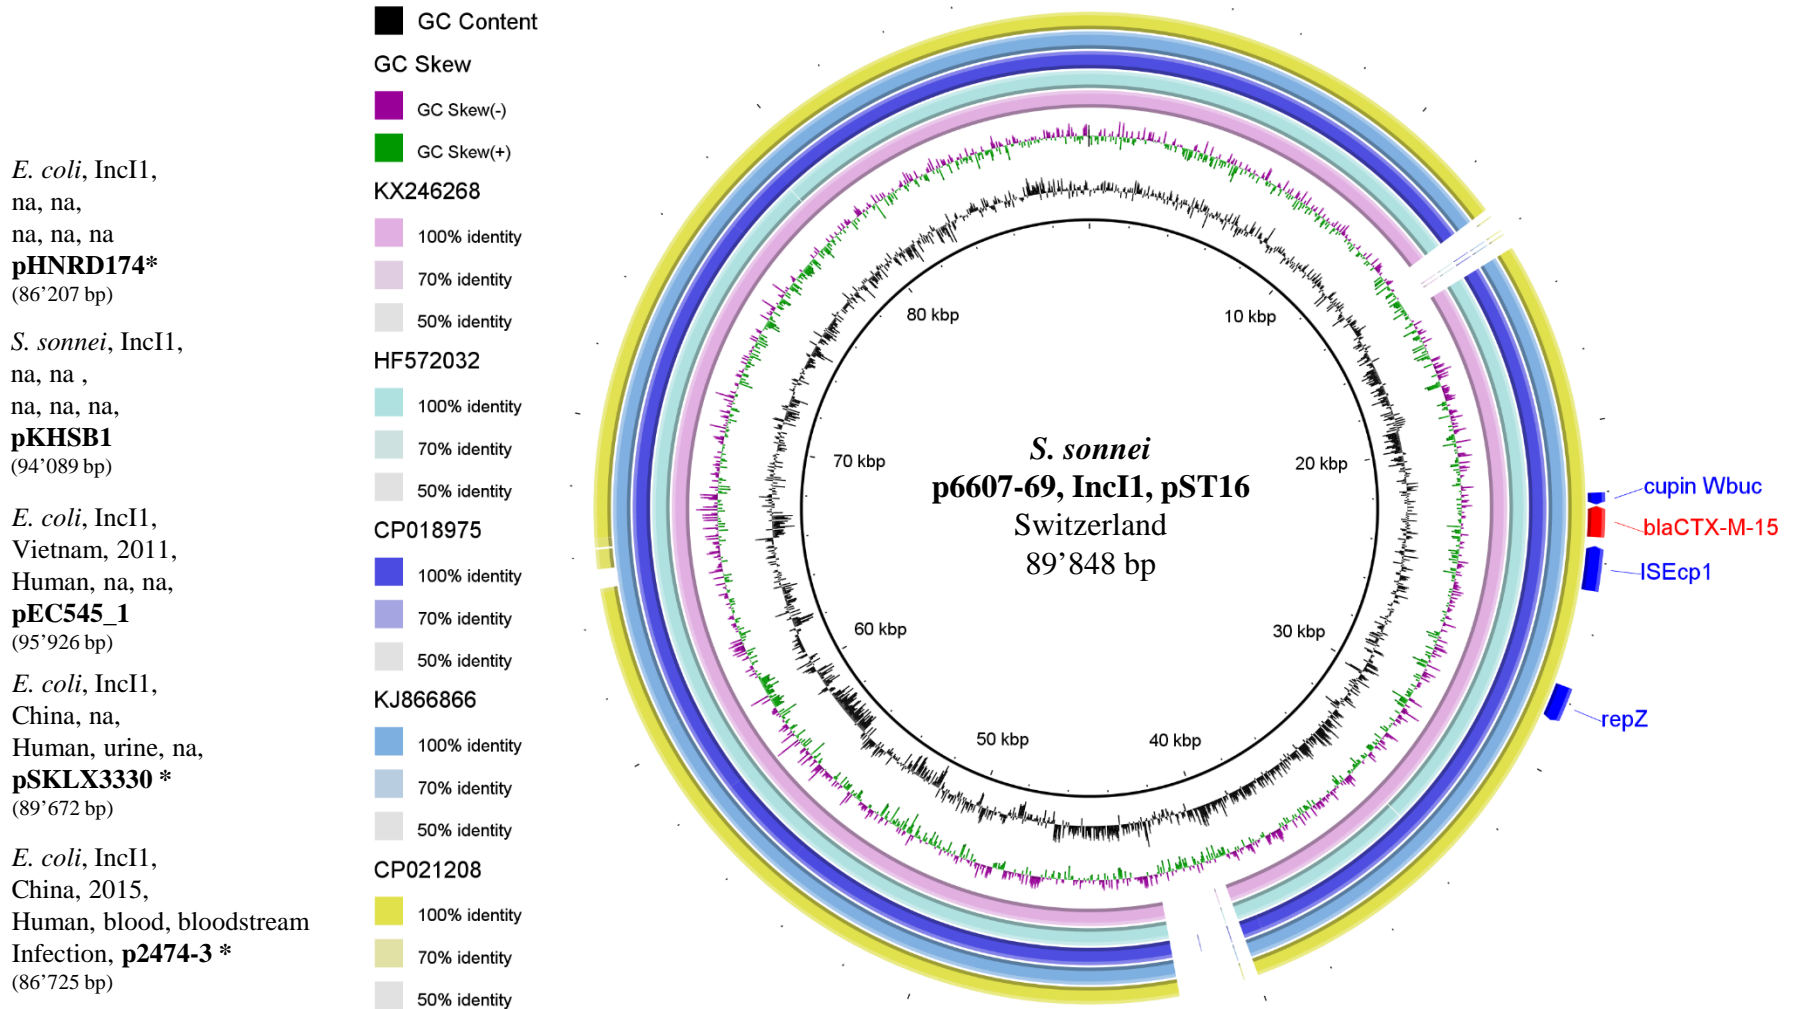 E. coli, IncI1,
na, na,
na, na, na
pHNRD174*
(86’207 bp)
S. sonnei, IncI1,
na, na ,
na, na, na,
pKHSB1
(94’089 bp)
E. coli, IncI1,
Vietnam, 2011,
Human, na, na,
pEC545_1
(95’926 bp)
E. coli, IncI1,
China, na,
Human, urine, na,
pSKLX3330 *
(89’672 bp)
E. coli, IncI1,
China, 2015,
Human, blood, bloodstream
Infection, p2474-3 *
(86’725 bp)
GC Content
GC Skew
GC Skew(-)
GC Skew(+)
KX246268
100% identity
70% identity
50% identity
HF572032
100% identity
70% identity
50% identity
CP018975
100% identity
70% identity
50% identity
KJ866866
100% identity
70% identity
50% identity
CP021208
100% identity
70% identity
50% identity
10 kbp
20 kbp
30 kbp
40 kbp
50 kbp
60 kbp
70 kbp
80 kbp
S. sonnei
p6607-69, IncI1, pST16
Switzerland
89’848 bp
cupin Wbuc
blaCTX-M-15
ISEcp1
repZ